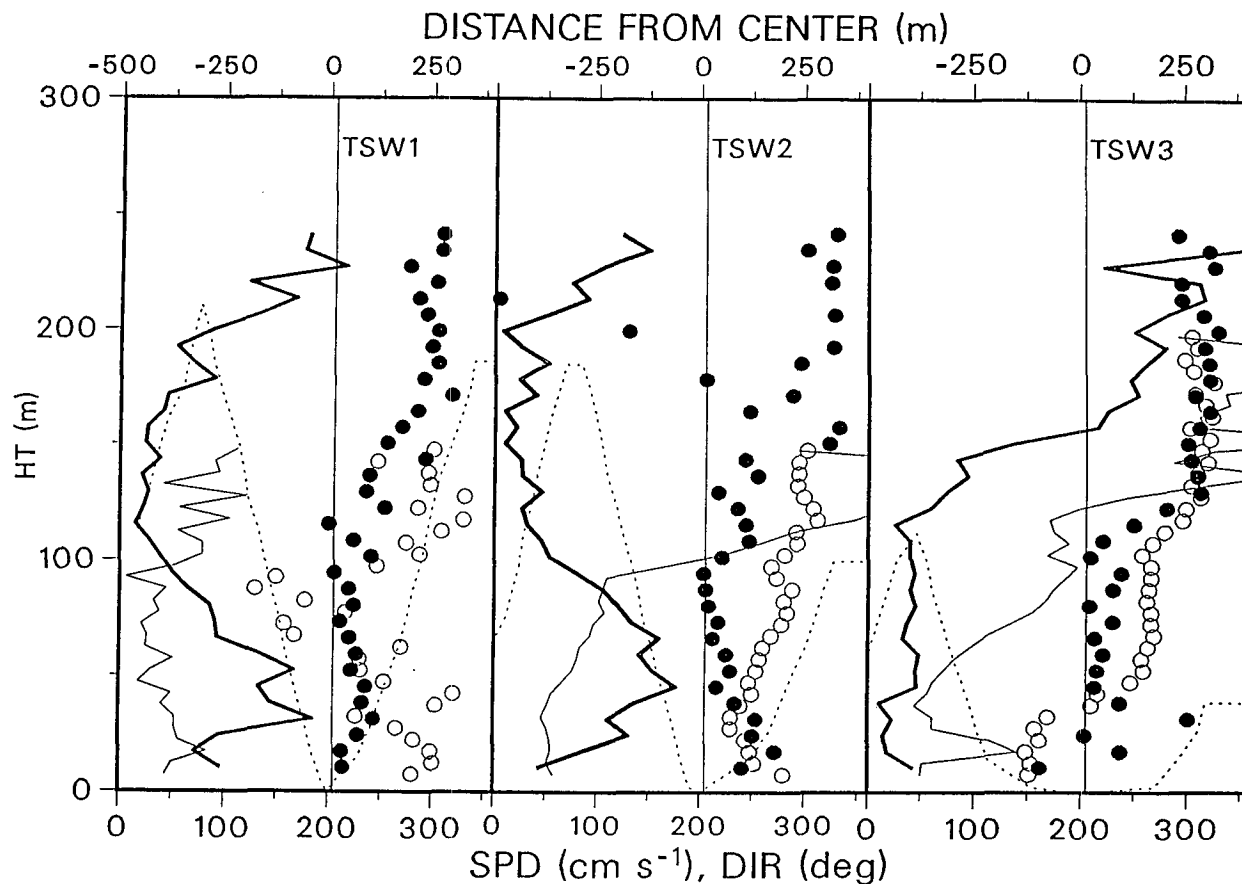 DISTANCE FROM CENTER (m)
-500 -250 0 250 -250 0 250 -250 0 250
300
TSW1 TSW2 TSW3
200
HT (m)
100
0
0 100 200 300 0 100 200 300 100 200 300
SPD (cm s⁻¹), DIR (deg)